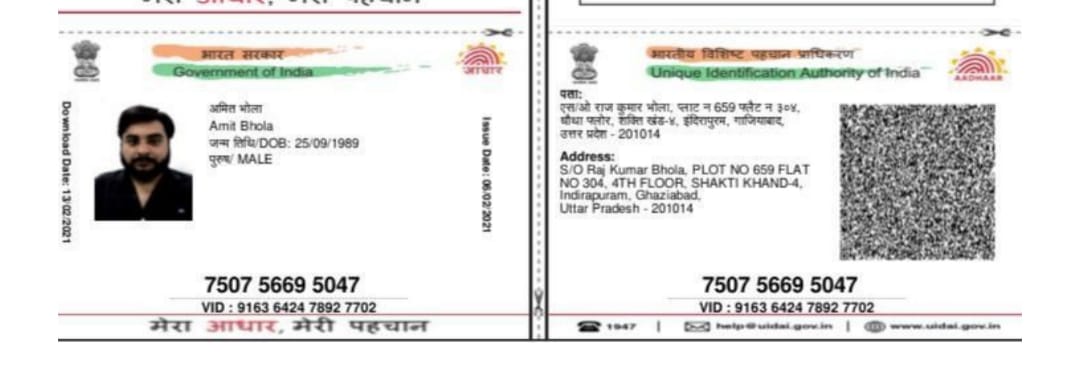 मेरा आधार, मेरी पहचान
भारत सरकार
Government of India
आधार
Download Date: 13/02/2021
अमित भोला
Amit Bhola
जन्म तिथि/DOB: 25/09/1989
पुरुष/ MALE
Issue Date: 06/02/2021
7507 5669 5047
VID : 9163 6424 7892 7702
मेरा आधार, मेरी पहचान
भारतीय विशिष्ट पहचान प्राधिकरण
Unique Identification Authority of India
AADHAAR
पता:
एस/ओ राज कुमार भोला, प्लाट न 659 फ्लैट न ३०४,
चौथा फ्लोर, शक्ति खंड-४, इंदिरापुरम, गाजियाबाद,
उत्तर प्रदेश - 201014
Address:
S/O Raj Kumar Bhola, PLOT NO 659 FLAT
NO 304, 4TH FLOOR, SHAKTI KHAND-4,
Indirapuram, Ghaziabad,
Uttar Pradesh - 201014
7507 5669 5047
VID : 9163 6424 7892 7702
1947 | help@uidai.gov.in | www.uidai.gov.in